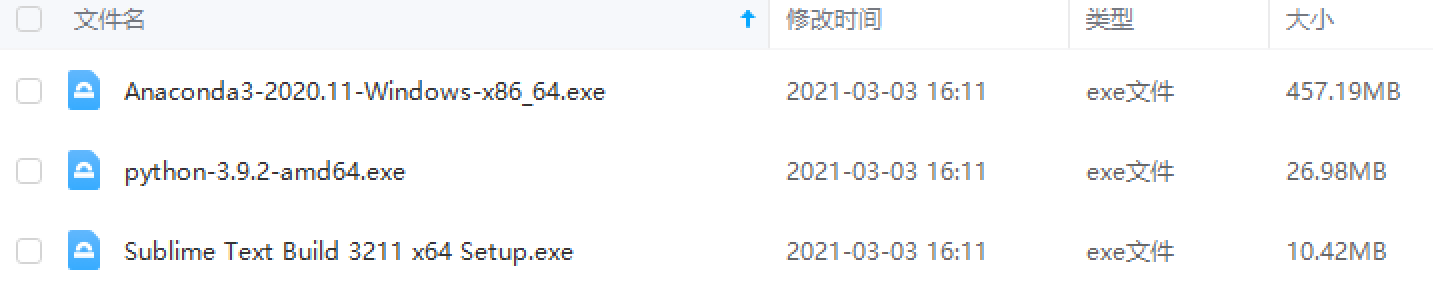 文件名 修改时间 类型 大小
Anaconda3-2020.11-Windows-x86_64.exe 2021-03-03 16:11 exe文件 457.19MB
python-3.9.2-amd64.exe 2021-03-03 16:11 exe文件 26.98MB
Sublime Text Build 3211 x64 Setup.exe 2021-03-03 16:11 exe文件 10.42MB